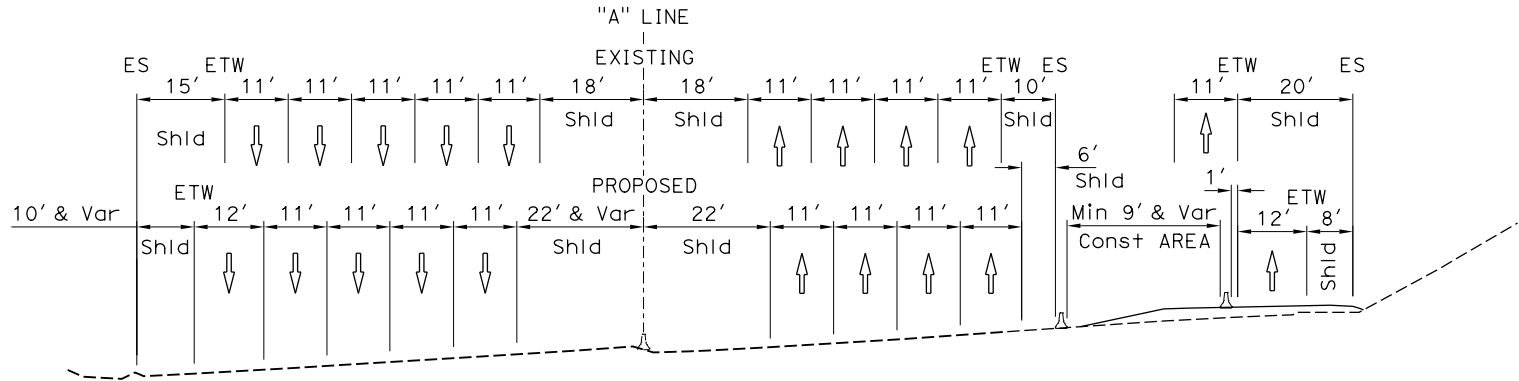 "A" LINE
EXISTING
ES ETW ETW ES ETW ES
15' 11' 11' 11' 11' 11' 18' 18' 11' 11' 11' 11' 10' 11' 20'
Shld Shld Shld Shld Shld
6'
Shld
PROPOSED
ETW 1' ETW
10' & Var 12' 11' 11' 11' 11' 22' & Var 22' 11' 11' 11' 11' Min 9' & Var 12' 8'
Shld Shld Shld Const AREA Shld